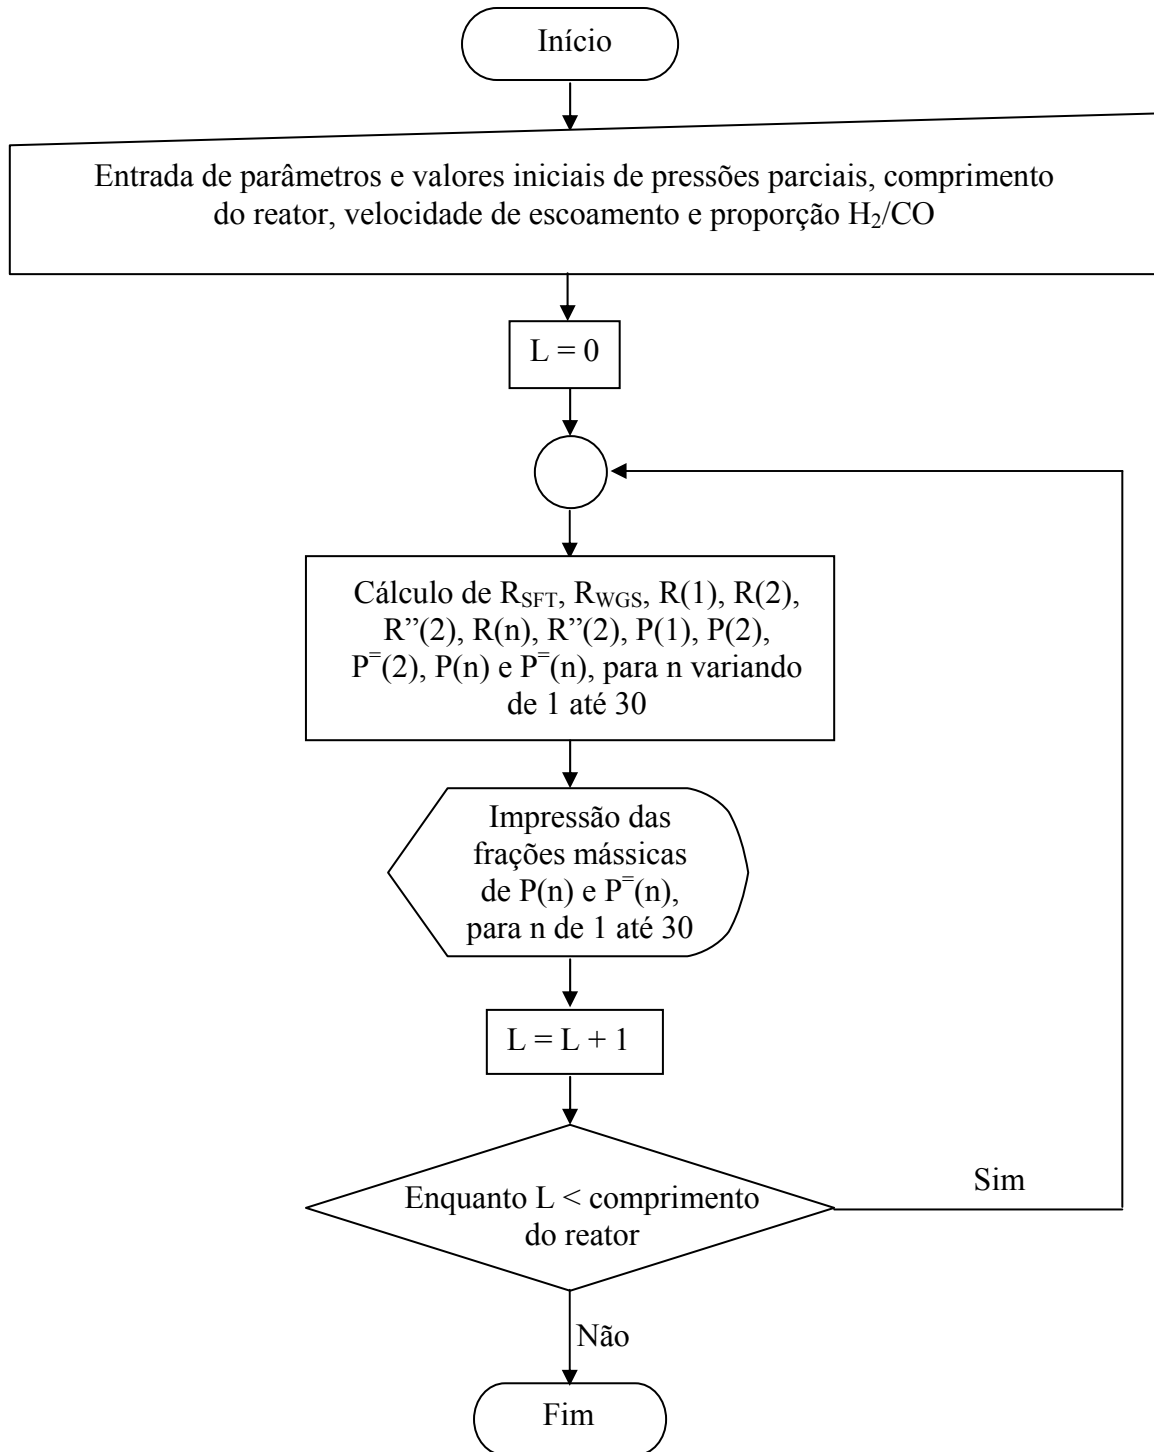 Início
Entrada de parâmetros e valores iniciais de pressões parciais, comprimento
do reator, velocidade de escoamento e proporção H₂/CO
L = 0
Cálculo de R_SFT, R_WGS, R(1), R(2),
R”(2), R(n), R”(2), P(1), P(2),
P⁼(2), P(n) e P⁼(n), para n variando
de 1 até 30
Impressão das
frações mássicas
de P(n) e P⁼(n),
para n de 1 até 30
L = L + 1
Enquanto L < comprimento
do reator
Sim
Não
Fim